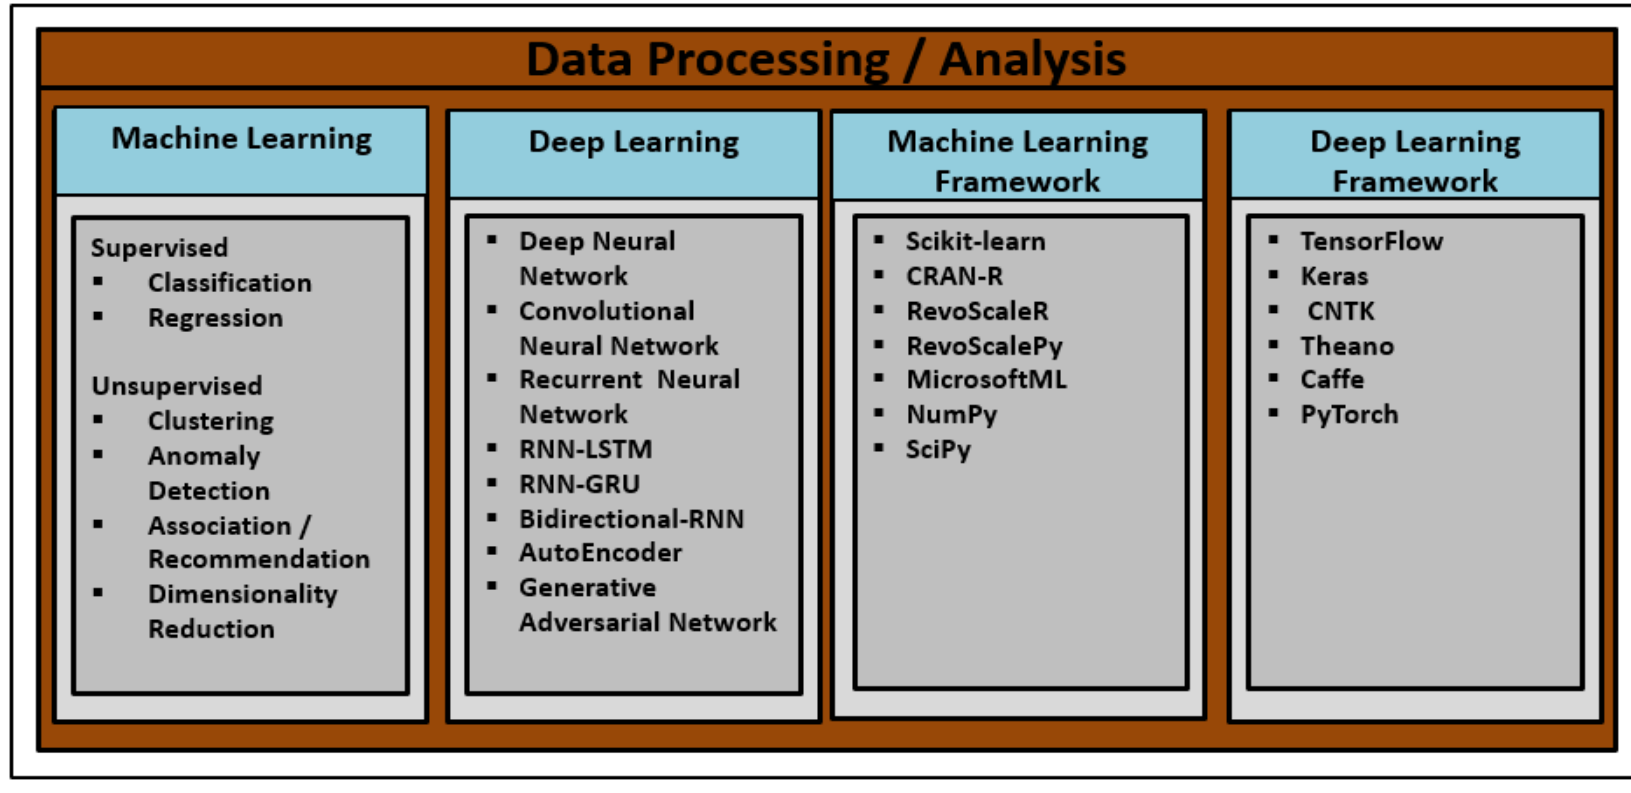 Data Processing / Analysis
Machine Learning
Supervised
▪ Classification
▪ Regression
Unsupervised
▪ Clustering
▪ Anomaly
Detection
▪ Association /
Recommendation
▪ Dimensionality
Reduction
Deep Learning
▪ Deep Neural
Network
▪ Convolutional
Neural Network
▪ Recurrent Neural
Network
▪ RNN-LSTM
▪ RNN-GRU
▪ Bidirectional-RNN
▪ AutoEncoder
▪ Generative
Adversarial Network
Machine Learning
Framework
▪ Scikit-learn
▪ CRAN-R
▪ RevoScaleR
▪ RevoScalePy
▪ MicrosoftML
▪ NumPy
▪ SciPy
Deep Learning
Framework
▪ TensorFlow
▪ Keras
▪ CNTK
▪ Theano
▪ Caffe
▪ PyTorch